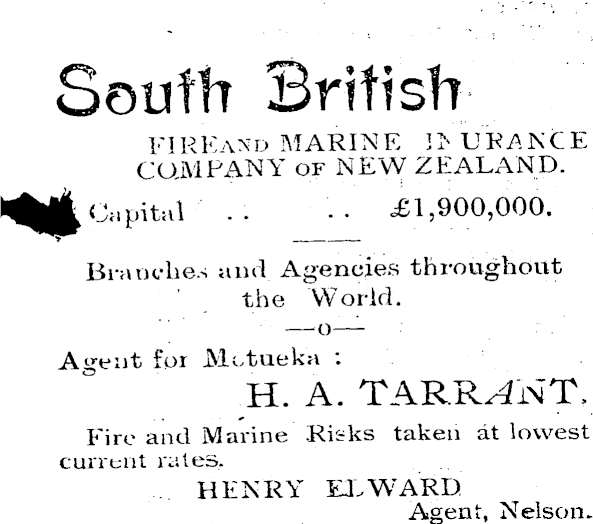 South British
FIRE AND MARINE INSURANCE
COMPANY OF NEW ZEALAND.
Capital .. .. £1,900,000.
Branches and Agencies throughout
the World.
—o—
Agent for Motueka :
H. A. TARRANT,
Fire and Marine Risks taken at lowest
current rates.
HENRY ELWARD
Agent, Nelson.